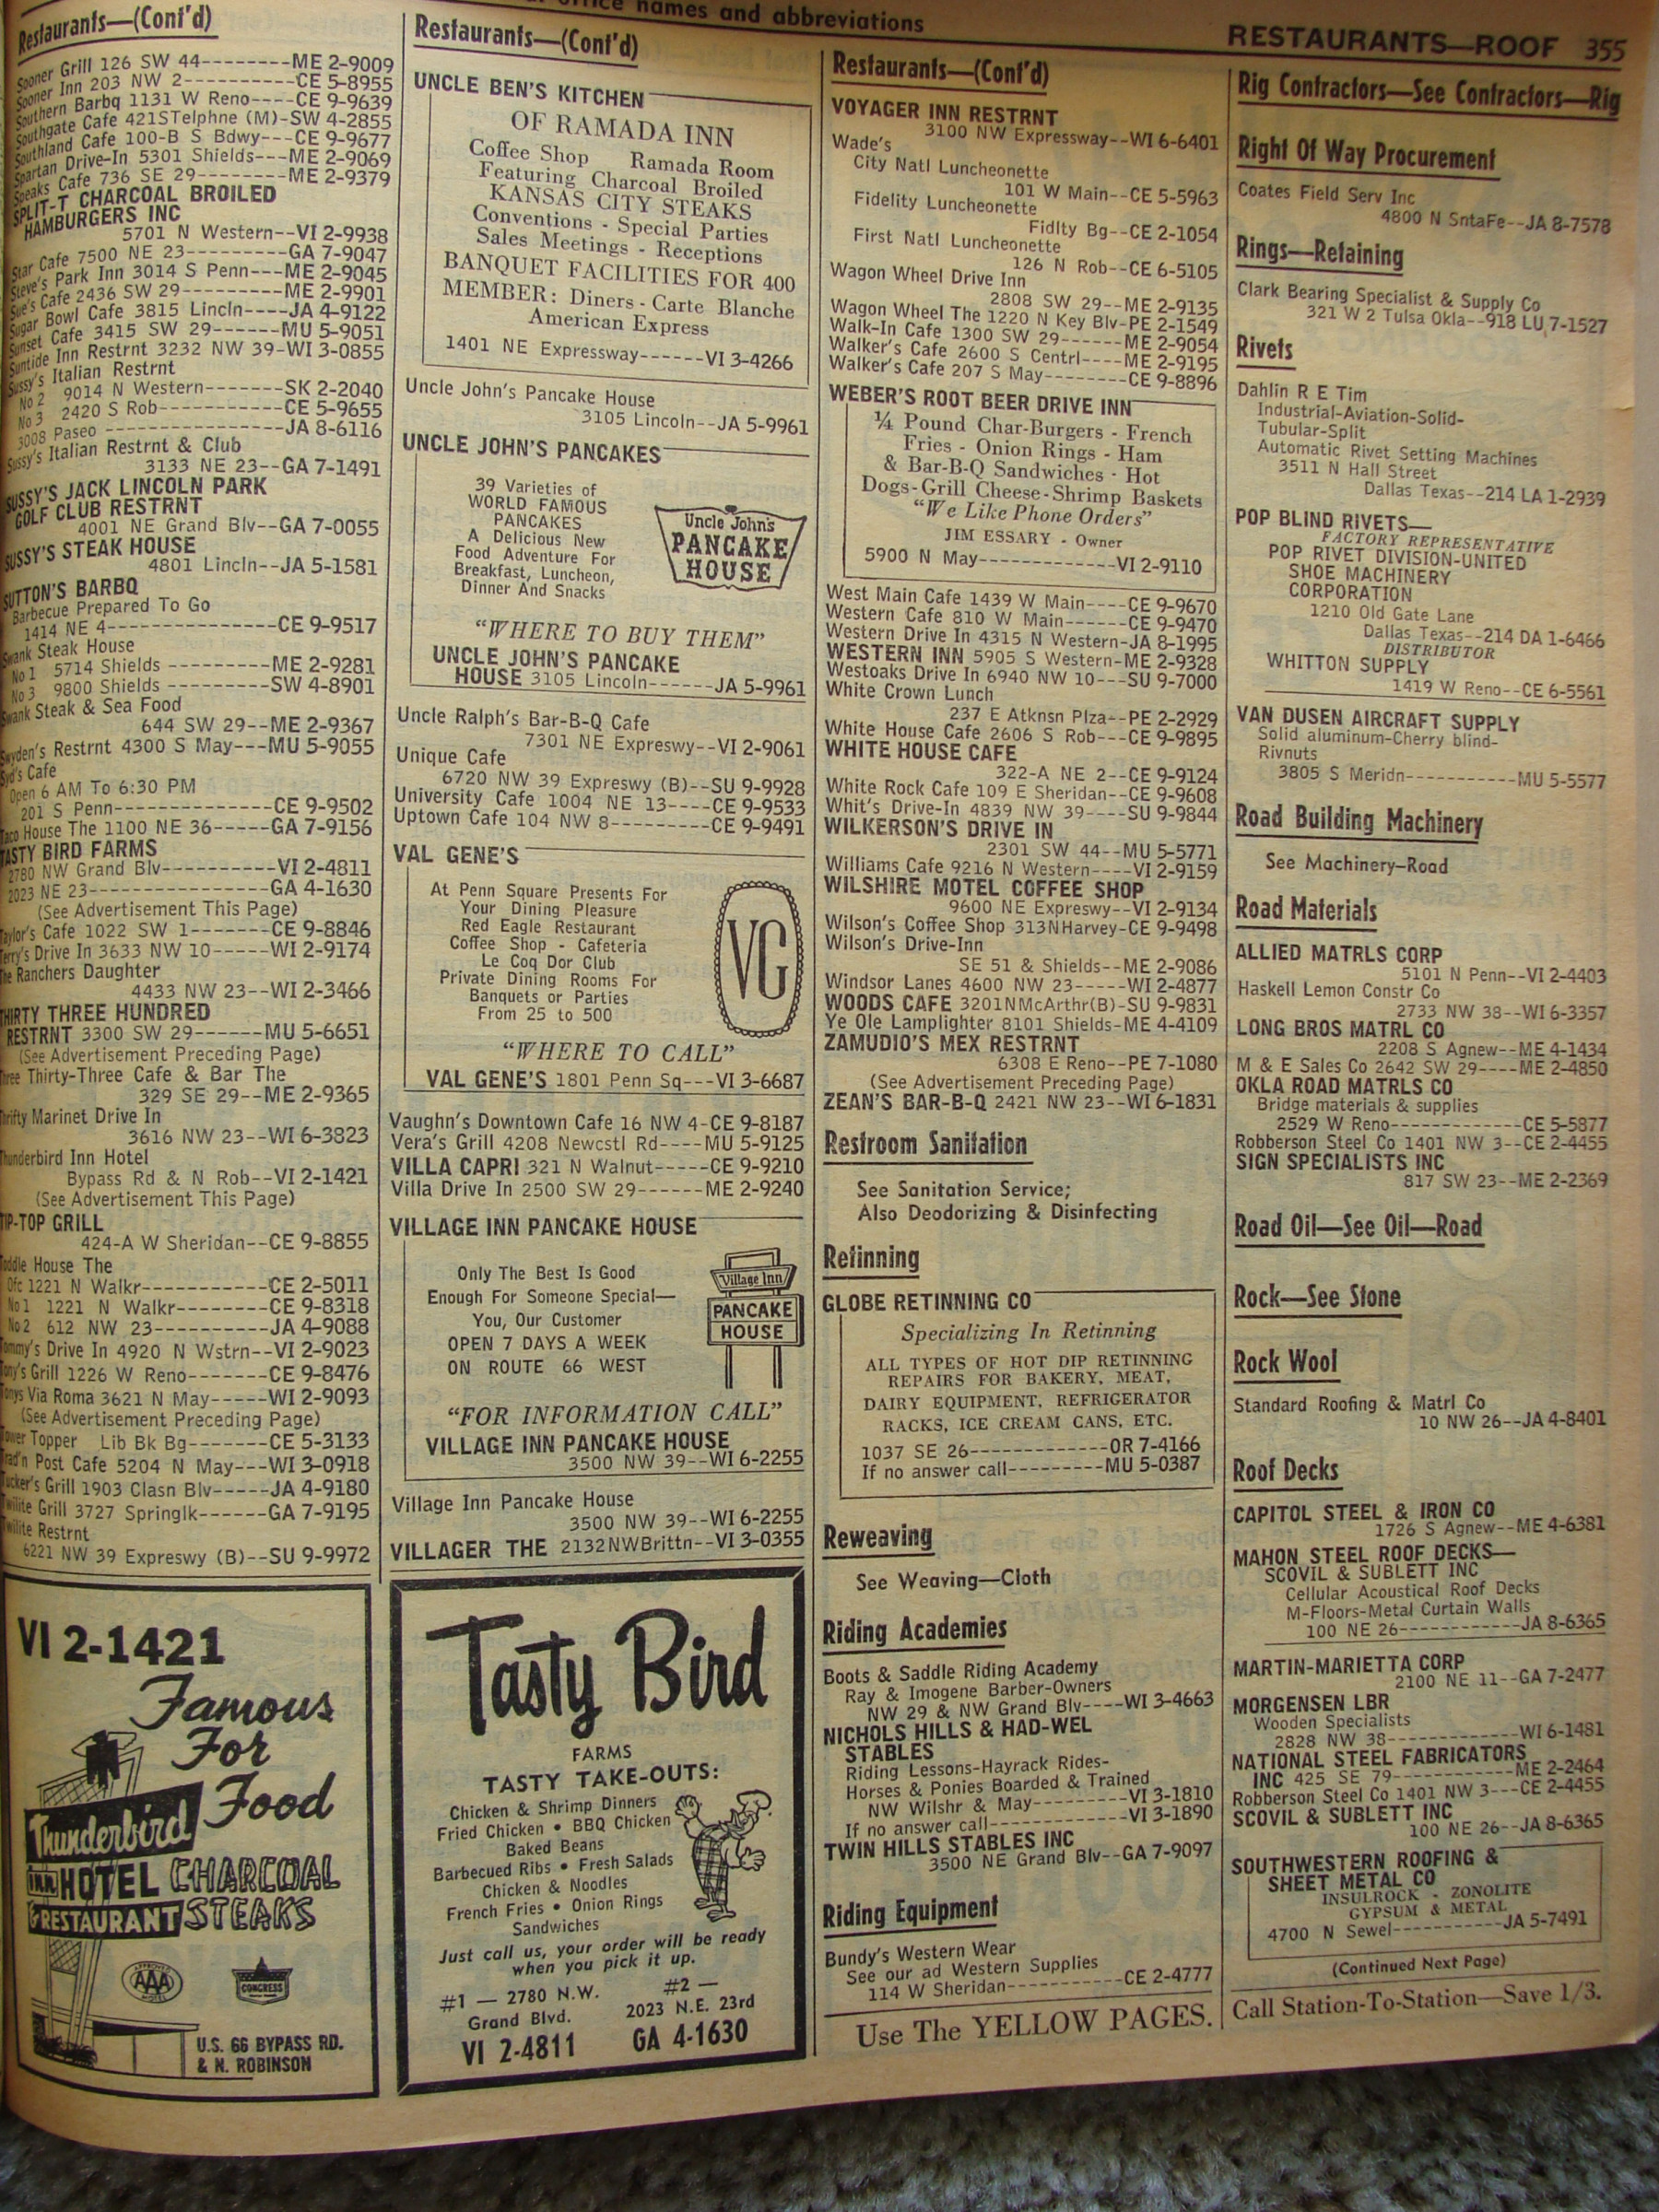 office names and abbreviations
RESTAURANTS—ROOF 355
Restaurants—(Cont'd)
Sooner Grill 126 SW 44--------ME 2-9009
Sooner Inn 203 NW 2----------CE 5-8955
Southern Barbq 1131 W Reno----CE 9-9639
Southgate Cafe 421STelphne (M)-SW 4-2855
Southland Cafe 100-B S Bdwy---CE 9-9677
Spartan Drive-In 5301 Shields---ME 2-9069
Speaks Cafe 736 SE 29--------ME 2-9379
SPLIT-T CHARCOAL BROILED
HAMBURGERS INC
5701 N Western--VI 2-9938
Star Cafe 7500 NE 23---------GA 7-9047
Steve's Park Inn 3014 S Penn---ME 2-9045
Sue's Cafe 2436 SW 29---------ME 2-9901
Sugar Bowl Cafe 3815 Lincln----JA 4-9122
Sunset Cafe 3415 SW 29------MU 5-9051
Suntide Inn Restrnt 3232 NW 39-WI 3-0855
Sussy's Italian Restrnt
No 2 9014 N Western-------SK 2-2040
No 3 2420 S Rob-----------CE 5-9655
3008 Paseo ----------------JA 8-6116
Sussy's Italian Restrnt & Club
3133 NE 23--GA 7-1491
SUSSY'S JACK LINCOLN PARK
GOLF CLUB RESTRNT
4001 NE Grand Blv--GA 7-0055
SUSSY'S STEAK HOUSE
4801 Lincln--JA 5-1581
SUTTON'S BARBQ
Barbecue Prepared To Go
1414 NE 4---------------CE 9-9517
Swank Steak House
No 1 5714 Shields ---------ME 2-9281
No 3 9800 Shields ---------SW 4-8901
Swank Steak & Sea Food
644 SW 29--ME 2-9367
Swyden's Restrnt 4300 S May---MU 5-9055
Syd's Cafe
Open 6 AM To 6:30 PM
201 S Penn--------------CE 9-9502
Taco House The 1100 NE 36-----GA 7-9156
TASTY BIRD FARMS
2780 NW Grand Blv----------VI 2-4811
2023 NE 23----------------GA 4-1630
(See Advertisement This Page)
Taylor's Cafe 1022 SW 1-------CE 9-8846
Terry's Drive In 3633 NW 10-----WI 2-9174
The Ranchers Daughter
4433 NW 23--WI 2-3466
THIRTY THREE HUNDRED
RESTRNT 3300 SW 29------MU 5-6651
(See Advertisement Preceding Page)
Three Thirty-Three Cafe & Bar The
329 SE 29--ME 2-9365
Thrifty Marinet Drive In
3616 NW 23--WI 6-3823
Thunderbird Inn Hotel
Bypass Rd & N Rob--VI 2-1421
(See Advertisement This Page)
TIP-TOP GRILL
424-A W Sheridan--CE 9-8855
Toddle House The
Ofc 1221 N Walkr-----------CE 2-5011
No 1 1221 N Walkr--------CE 9-8318
No 2 612 NW 23----------JA 4-9088
Tommy's Drive In 4920 N Wstrn--VI 2-9023
Tony's Grill 1226 W Reno-------CE 9-8476
Tonys Via Roma 3621 N May-----WI 2-9093
(See Advertisement Preceding Page)
Tower Topper Lib Bk Bg-------CE 5-3133
Trad'n Post Cafe 5204 N May---WI 3-0918
Tucker's Grill 1903 Clasn Blv-----JA 4-9180
Twilite Grill 3727 Springlk------GA 7-9195
Twilite Restrnt
6221 NW 39 Expreswy (B)--SU 9-9972
VI 2-1421
Famous
For
Food
Thunderbird
inn HOTEL CHARCOAL
& RESTAURANT STEAKS
APPROVED
AAA
MOTEL
CONGRESS
U.S. 66 BYPASS RD.
& N. ROBINSON
Restaurants—(Cont'd)
UNCLE BEN'S KITCHEN
OF RAMADA INN
Coffee Shop Ramada Room
Featuring Charcoal Broiled
KANSAS CITY STEAKS
Conventions - Special Parties
Sales Meetings - Receptions
BANQUET FACILITIES FOR 400
MEMBER: Diners - Carte Blanche
American Express
1401 NE Expressway------VI 3-4266
Uncle John's Pancake House
3105 Lincoln--JA 5-9961
UNCLE JOHN'S PANCAKES
39 Varieties of
WORLD FAMOUS
PANCAKES
A Delicious New
Food Adventure For
Breakfast, Luncheon,
Dinner And Snacks
Uncle John's
PANCAKE
HOUSE
"WHERE TO BUY THEM"
UNCLE JOHN'S PANCAKE
HOUSE 3105 Lincoln------JA 5-9961
Uncle Ralph's Bar-B-Q Cafe
7301 NE Expreswy--VI 2-9061
Unique Cafe
6720 NW 39 Expreswy (B)--SU 9-9928
University Cafe 1004 NE 13----CE 9-9533
Uptown Cafe 104 NW 8---------CE 9-9491
VAL GENE'S
At Penn Square Presents For
Your Dining Pleasure
Red Eagle Restaurant
Coffee Shop - Cafeteria
Le Coq Dor Club
Private Dining Rooms For
Banquets or Parties
From 25 to 500
VG
"WHERE TO CALL"
VAL GENE'S 1801 Penn Sq---VI 3-6687
Vaughn's Downtown Cafe 16 NW 4-CE 9-8187
Vera's Grill 4208 Newcstl Rd----MU 5-9125
VILLA CAPRI 321 N Walnut-----CE 9-9210
Villa Drive In 2500 SW 29------ME 2-9240
VILLAGE INN PANCAKE HOUSE
Only The Best Is Good
Enough For Someone Special—
You, Our Customer
OPEN 7 DAYS A WEEK
ON ROUTE 66 WEST
Village Inn
PANCAKE
HOUSE
"FOR INFORMATION CALL"
VILLAGE INN PANCAKE HOUSE
3500 NW 39--WI 6-2255
Village Inn Pancake House
3500 NW 39--WI 6-2255
VILLAGER THE 2132NWBrittn--VI 3-0355
Tasty Bird
FARMS
TASTY TAKE-OUTS:
Chicken & Shrimp Dinners
Fried Chicken • BBQ Chicken
Baked Beans
Barbecued Ribs • Fresh Salads
Chicken & Noodles
French Fries • Onion Rings
Sandwiches
Just call us, your order will be ready
when you pick it up.
#1 — 2780 N.W.
Grand Blvd.
VI 2-4811
#2 —
2023 N.E. 23rd
GA 4-1630
Restaurants—(Cont'd)
VOYAGER INN RESTRNT
3100 NW Expressway--WI 6-6401
Wade's
City Natl Luncheonette
101 W Main--CE 5-5963
Fidelity Luncheonette
Fidlty Bg--CE 2-1054
First Natl Luncheonette
126 N Rob--CE 6-5105
Wagon Wheel Drive Inn
2808 SW 29--ME 2-9135
Wagon Wheel The 1220 N Key Blv-PE 2-1549
Walk-In Cafe 1300 SW 29------ME 2-9054
Walker's Cafe 2600 S Centrl----ME 2-9195
Walker's Cafe 207 S May--------CE 9-8896
WEBER'S ROOT BEER DRIVE INN
¼ Pound Char-Burgers - French
Fries - Onion Rings - Ham
& Bar-B-Q Sandwiches - Hot
Dogs-Grill Cheese-Shrimp Baskets
"We Like Phone Orders"
JIM ESSARY - Owner
5900 N May------------VI 2-9110
West Main Cafe 1439 W Main----CE 9-9670
Western Cafe 810 W Main------CE 9-9470
Western Drive In 4315 N Western-JA 8-1995
WESTERN INN 5905 S Western-ME 2-9328
Westoaks Drive In 6940 NW 10---SU 9-7000
White Crown Lunch
237 E Atknsn Plza--PE 2-2929
White House Cafe 2606 S Rob---CE 9-9895
WHITE HOUSE CAFE
322-A NE 2--CE 9-9124
White Rock Cafe 109 E Sheridan--CE 9-9608
Whit's Drive-In 4839 NW 39----SU 9-9844
WILKERSON'S DRIVE IN
2301 SW 44--MU 5-5771
Williams Cafe 9216 N Western----VI 2-9159
WILSHIRE MOTEL COFFEE SHOP
9600 NE Expreswy--VI 2-9134
Wilson's Coffee Shop 313NHarvey-CE 9-9498
Wilson's Drive-Inn
SE 51 & Shields--ME 2-9086
Windsor Lanes 4600 NW 23-----WI 2-4877
WOODS CAFE 3201NMcArthr(B)-SU 9-9831
Ye Ole Lamplighter 8101 Shields-ME 4-4109
ZAMUDIO'S MEX RESTRNT
6308 E Reno--PE 7-1080
(See Advertisement Preceding Page)
ZEAN'S BAR-B-Q 2421 NW 23--WI 6-1831
Restroom Sanitation
See Sanitation Service;
Also Deodorizing & Disinfecting
Retinning
GLOBE RETINNING CO
Specializing In Retinning
ALL TYPES OF HOT DIP RETINNING
REPAIRS FOR BAKERY, MEAT,
DAIRY EQUIPMENT, REFRIGERATOR
RACKS, ICE CREAM CANS, ETC.
1037 SE 26-------------OR 7-4166
If no answer call---------MU 5-0387
Reweaving
See Weaving—Cloth
Riding Academies
Boots & Saddle Riding Academy
Ray & Imogene Barber-Owners
NW 29 & NW Grand Blv----WI 3-4663
NICHOLS HILLS & HAD-WEL
STABLES
Riding Lessons-Hayrack Rides-
Horses & Ponies Boarded & Trained
NW Wilshr & May---------VI 3-1810
If no answer call------------VI 3-1890
TWIN HILLS STABLES INC
3500 NE Grand Blv--GA 7-9097
Riding Equipment
Bundy's Western Wear
See our ad Western Supplies
114 W Sheridan-----------CE 2-4777
Use The YELLOW PAGES.
Rig Contractors—See Contractors—Rig
Right Of Way Procurement
Coates Field Serv Inc
4800 N SntaFe--JA 8-7578
Rings—Retaining
Clark Bearing Specialist & Supply Co
321 W 2 Tulsa Okla--918 LU 7-1527
Rivets
Dahlin R E Tim
Industrial-Aviation-Solid-
Tubular-Split
Automatic Rivet Setting Machines
3511 N Hall Street
Dallas Texas--214 LA 1-2939
POP BLIND RIVETS—
FACTORY REPRESENTATIVE
POP RIVET DIVISION-UNITED
SHOE MACHINERY
CORPORATION
1210 Old Gate Lane
Dallas Texas--214 DA 1-6466
DISTRIBUTOR
WHITTON SUPPLY
1419 W Reno--CE 6-5561
VAN DUSEN AIRCRAFT SUPPLY
Solid aluminum-Cherry blind-
Rivnuts
3805 S Meridn-----------MU 5-5577
Road Building Machinery
See Machinery–Road
Road Materials
ALLIED MATRLS CORP
5101 N Penn--VI 2-4403
Haskell Lemon Constr Co
2733 NW 38--WI 6-3357
LONG BROS MATRL CO
2208 S Agnew--ME 4-1434
M & E Sales Co 2642 SW 29----ME 2-4850
OKLA ROAD MATRLS CO
Bridge materials & supplies
2529 W Reno-------------CE 5-5877
Robberson Steel Co 1401 NW 3--CE 2-4455
SIGN SPECIALISTS INC
817 SW 23--ME 2-2369
Road Oil—See Oil—Road
Rock—See Stone
Rock Wool
Standard Roofing & Matrl Co
10 NW 26--JA 4-8401
Roof Decks
CAPITOL STEEL & IRON CO
1726 S Agnew--ME 4-6381
MAHON STEEL ROOF DECKS—
SCOVIL & SUBLETT INC
Cellular Acoustical Roof Decks
M-Floors-Metal Curtain Walls
100 NE 26------------JA 8-6365
MARTIN-MARIETTA CORP
2100 NE 11--GA 7-2477
MORGENSEN LBR
Wooden Specialists
2828 NW 38-------------WI 6-1481
NATIONAL STEEL FABRICATORS
INC 425 SE 79------------ME 2-2464
Robberson Steel Co 1401 NW 3---CE 2-4455
SCOVIL & SUBLETT INC
100 NE 26--JA 8-6365
SOUTHWESTERN ROOFING &
SHEET METAL CO
INSULROCK - ZONOLITE
GYPSUM & METAL
4700 N Sewel-----------JA 5-7491
(Continued Next Page)
Call Station-To-Station—Save 1/3.